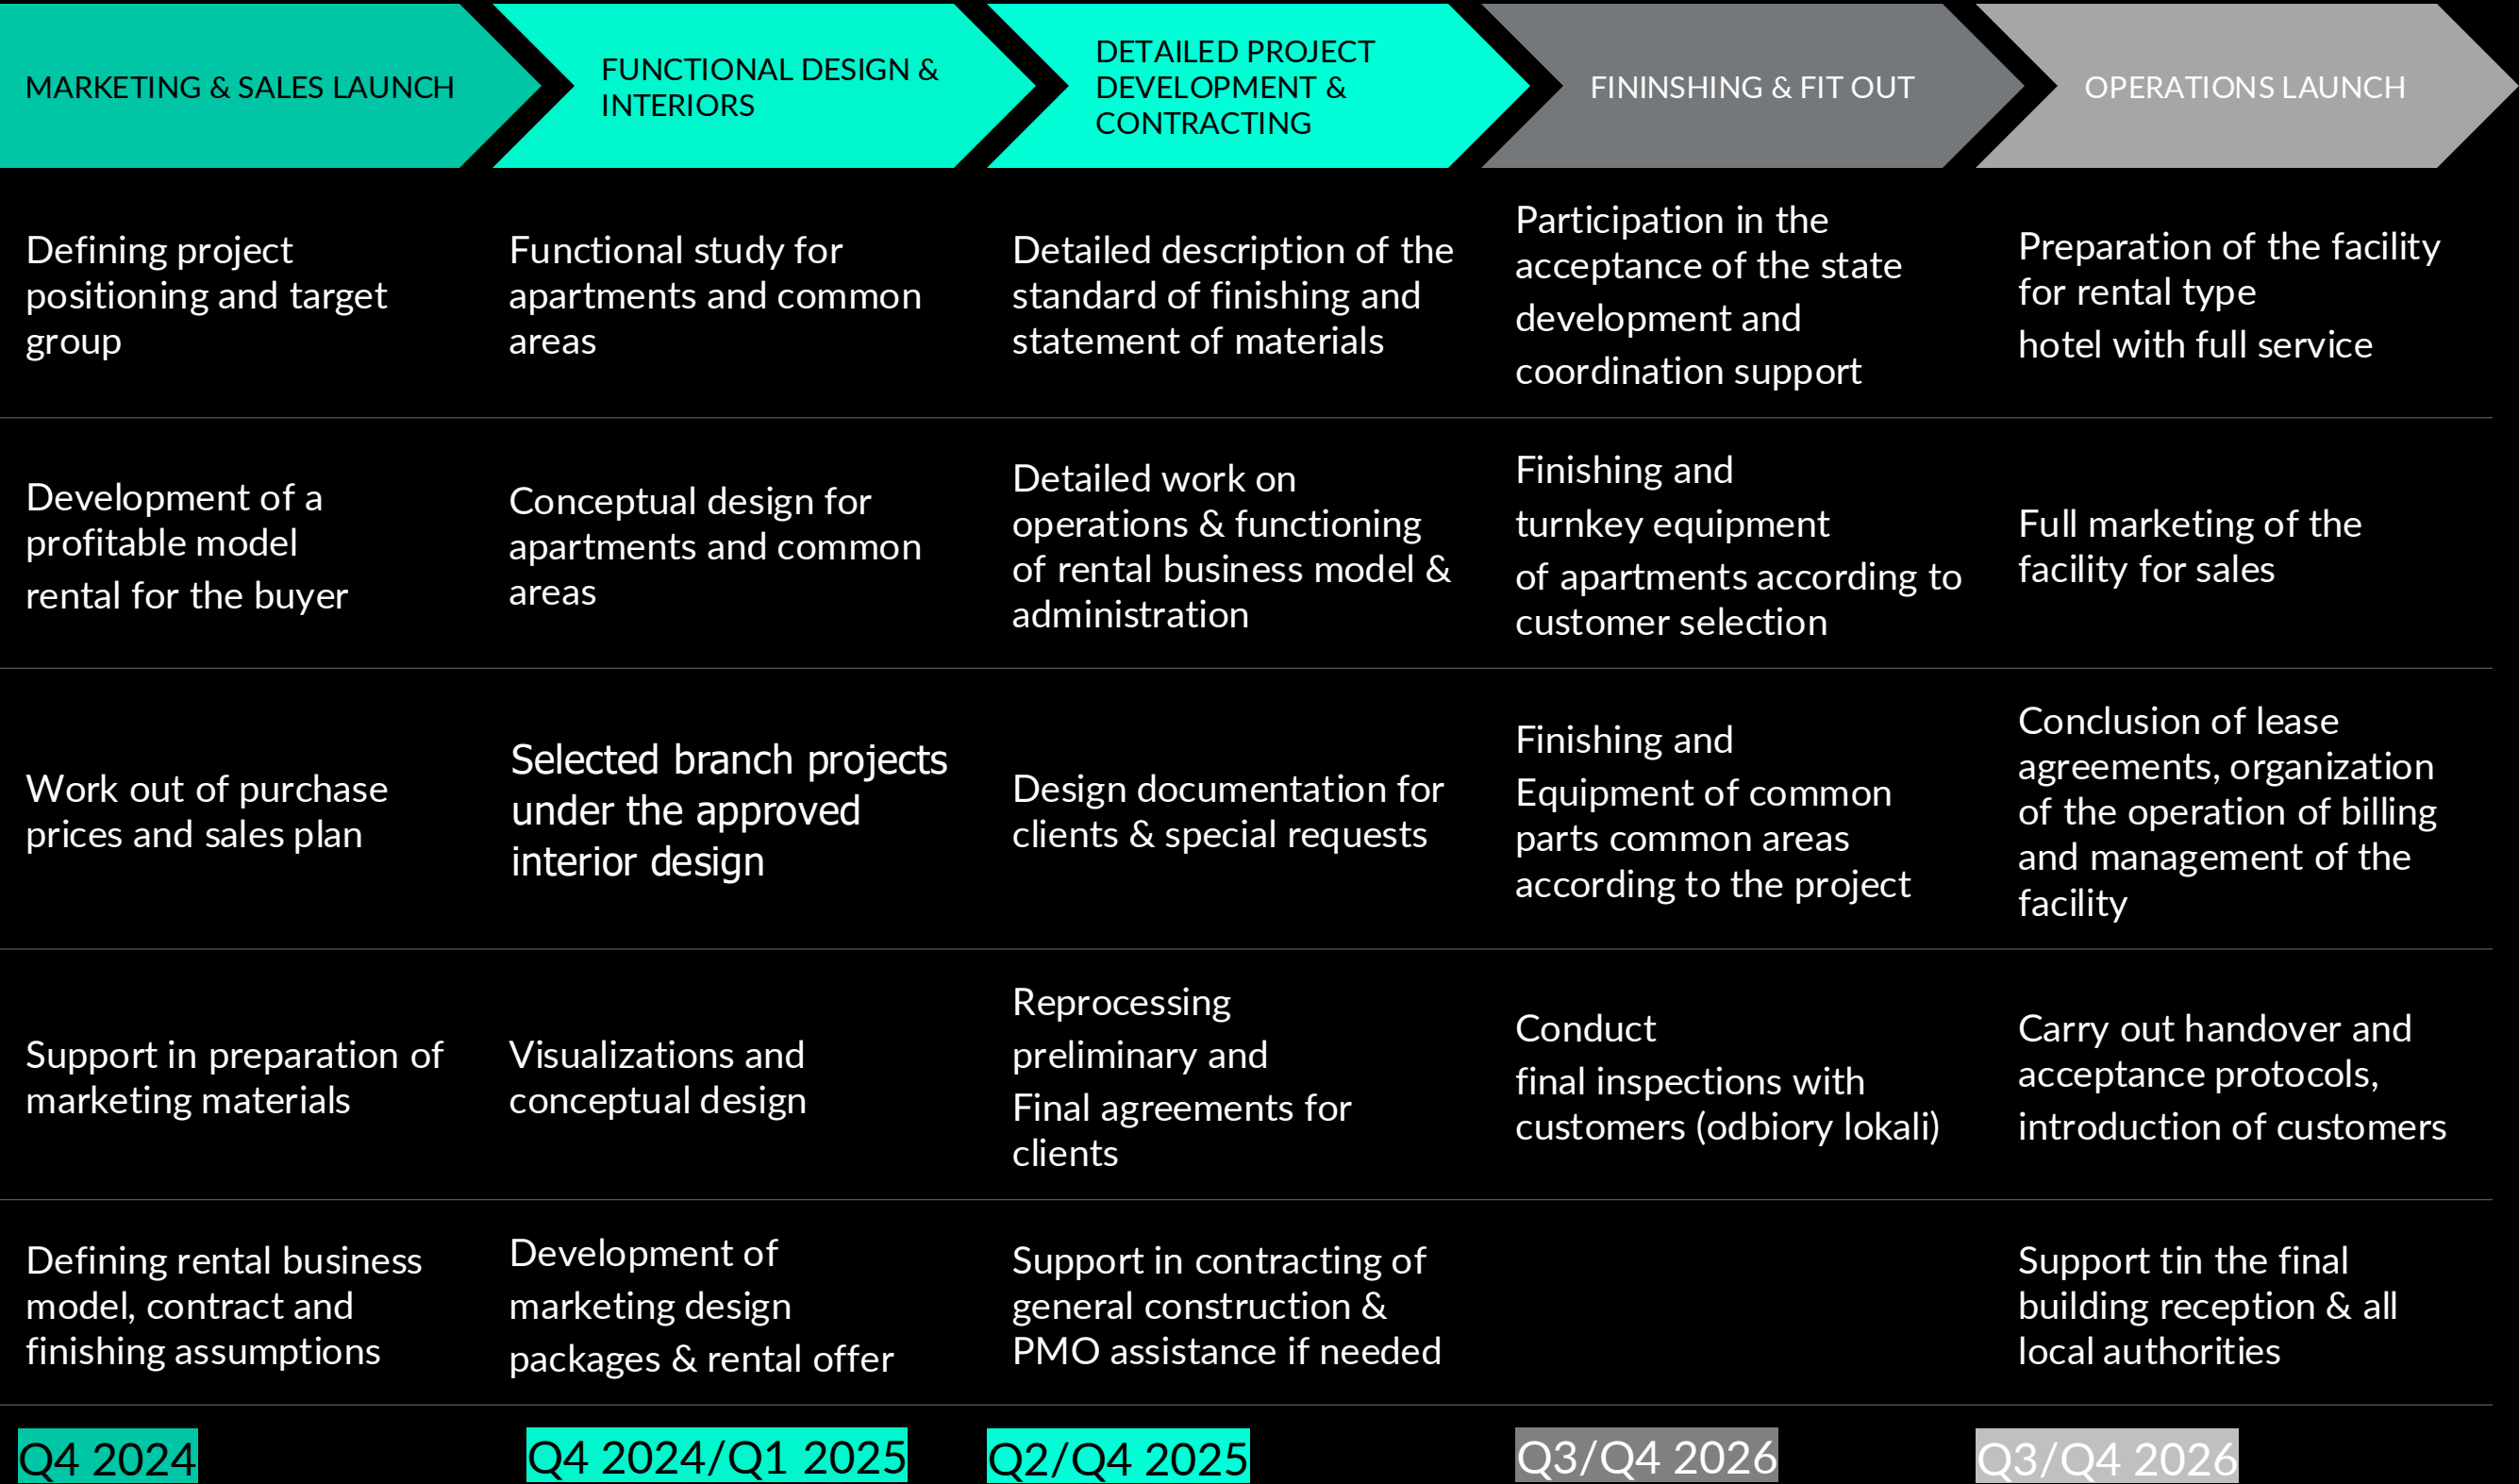 MARKETING & SALES LAUNCH
FUNCTIONAL DESIGN &
INTERIORS
DETAILED PROJECT
DEVELOPMENT &
CONTRACTING
FININSHING & FIT OUT
OPERATIONS LAUNCH
Defining project
positioning and target
group
Functional study for
apartments and common
areas
Detailed description of the
standard of finishing and
statement of materials
Participation in the
acceptance of the state
development and
coordination support
Preparation of the facility
for rental type
hotel with full service
Development of a
profitable model
rental for the buyer
Conceptual design for
apartments and common
areas
Detailed work on
operations & functioning
of rental business model &
administration
Finishing and
turnkey equipment
of apartments according to
customer selection
Full marketing of the
facility for sales
Work out of purchase
prices and sales plan
Selected branch projects
under the approved
interior design
Design documentation for
clients & special requests
Finishing and
Equipment of common
parts common areas
according to the project
Conclusion of lease
agreements, organization
of the operation of billing
and management of the
facility
Support in preparation of
marketing materials
Visualizations and
conceptual design
Reprocessing
preliminary and
Final agreements for
clients
Conduct
final inspections with
customers (odbiory lokali)
Carry out handover and
acceptance protocols,
introduction of customers
Defining rental business
model, contract and
finishing assumptions
Development of
marketing design
packages & rental offer
Support in contracting of
general construction &
PMO assistance if needed
Support tin the final
building reception & all
local authorities
Q4 2024
Q4 2024/Q1 2025
Q2/Q4 2025
Q3/Q4 2026
Q3/Q4 2026